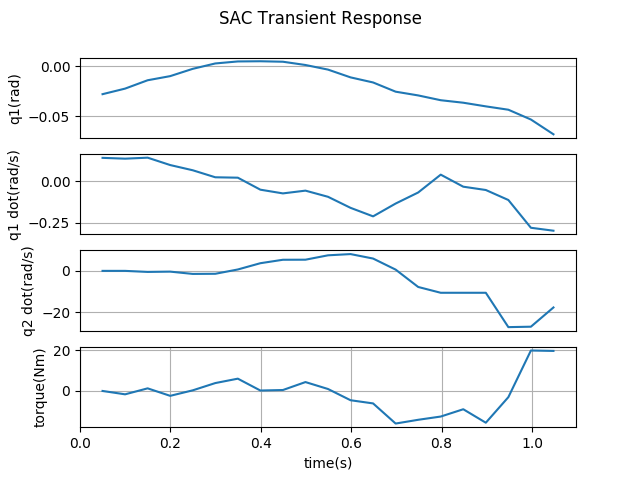 SAC Transient Response
0.00
−0.05
q1(rad)
0.00
−0.25
q1 dot(rad/s)
0
−20
q2 dot(rad/s)
20
0
torque(Nm)
0.0 0.2 0.4 0.6 0.8 1.0
time(s)